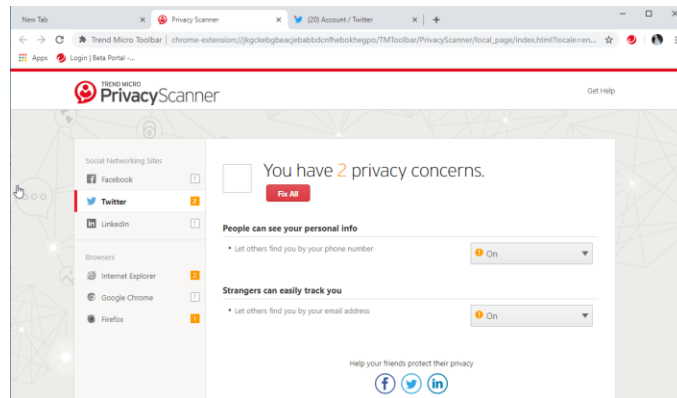 New Tab
Privacy Scanner
(20) Account / Twitter
Trend Micro Toolbar
chrome-extension://jkgckebgbeacjebabbdcnfhebokhegpo/TMToolbar/PrivacyScanner/local_page/index.html?locale=en...
Apps
Login | Beta Portal -...
TREND MICRO
PrivacyScanner
Get Help
Social Networking Sites
Facebook ?
Twitter 2
LinkedIn ?
Browsers
Internet Explorer 2
Google Chrome ?
Firefox 1
You have 2 privacy concerns.
Fix All
People can see your personal info
Let others find you by your phone number
On
Strangers can easily track you
Let others find you by your email address
On
Help your friends protect their privacy